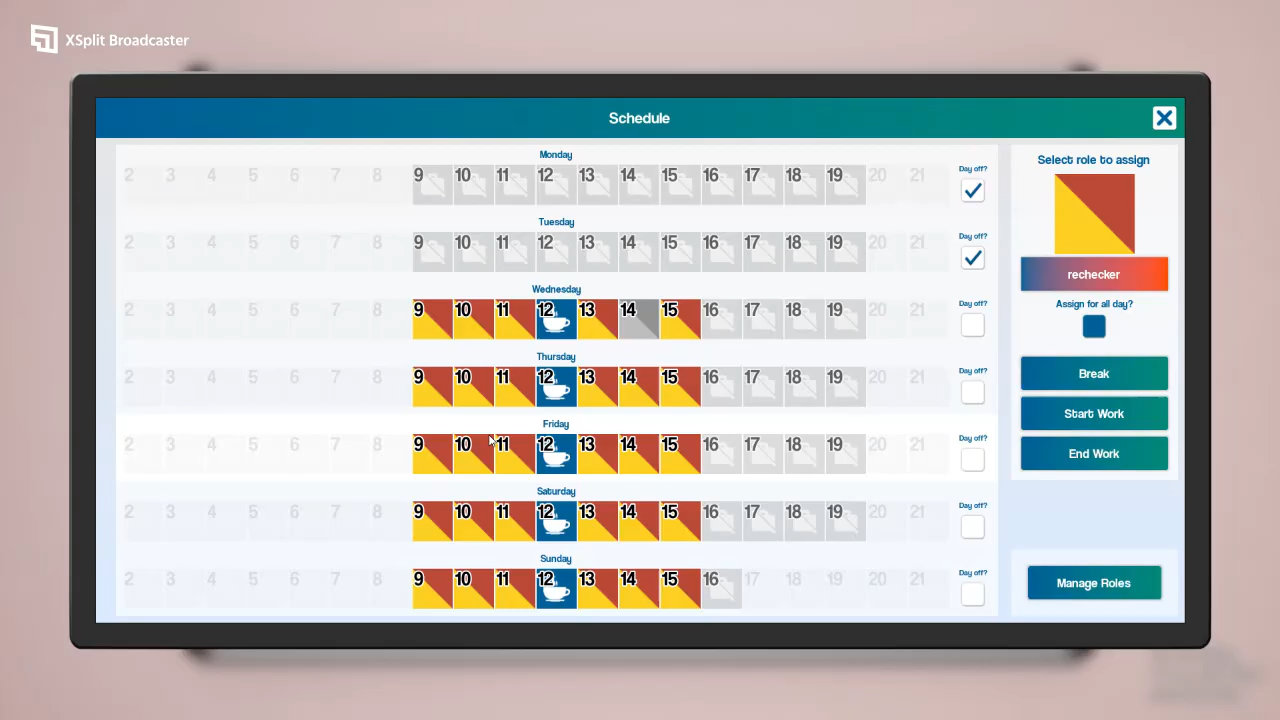 XSplit Broadcaster
Schedule
Monday
2 3 4 5 6 7 8 9 10 11 12 13 14 15 16 17 18 19 20 21
Day off?
Tuesday
2 3 4 5 6 7 8 9 10 11 12 13 14 15 16 17 18 19 20 21
Day off?
Wednesday
2 3 4 5 6 7 8 9 10 11 12 13 14 15 16 17 18 19 20 21
Day off?
Thursday
2 3 4 5 6 7 8 9 10 11 12 13 14 15 16 17 18 19 20 21
Day off?
Friday
2 3 4 5 6 7 8 9 10 11 12 13 14 15 16 17 18 19 20 21
Day off?
Saturday
2 3 4 5 6 7 8 9 10 11 12 13 14 15 16 17 18 19 20 21
Day off?
Sunday
2 3 4 5 6 7 8 9 10 11 12 13 14 15 16 17 18 19 20 21
Day off?
Select role to assign
rechecker
Assign for all day?
Break
Start Work
End Work
Manage Roles